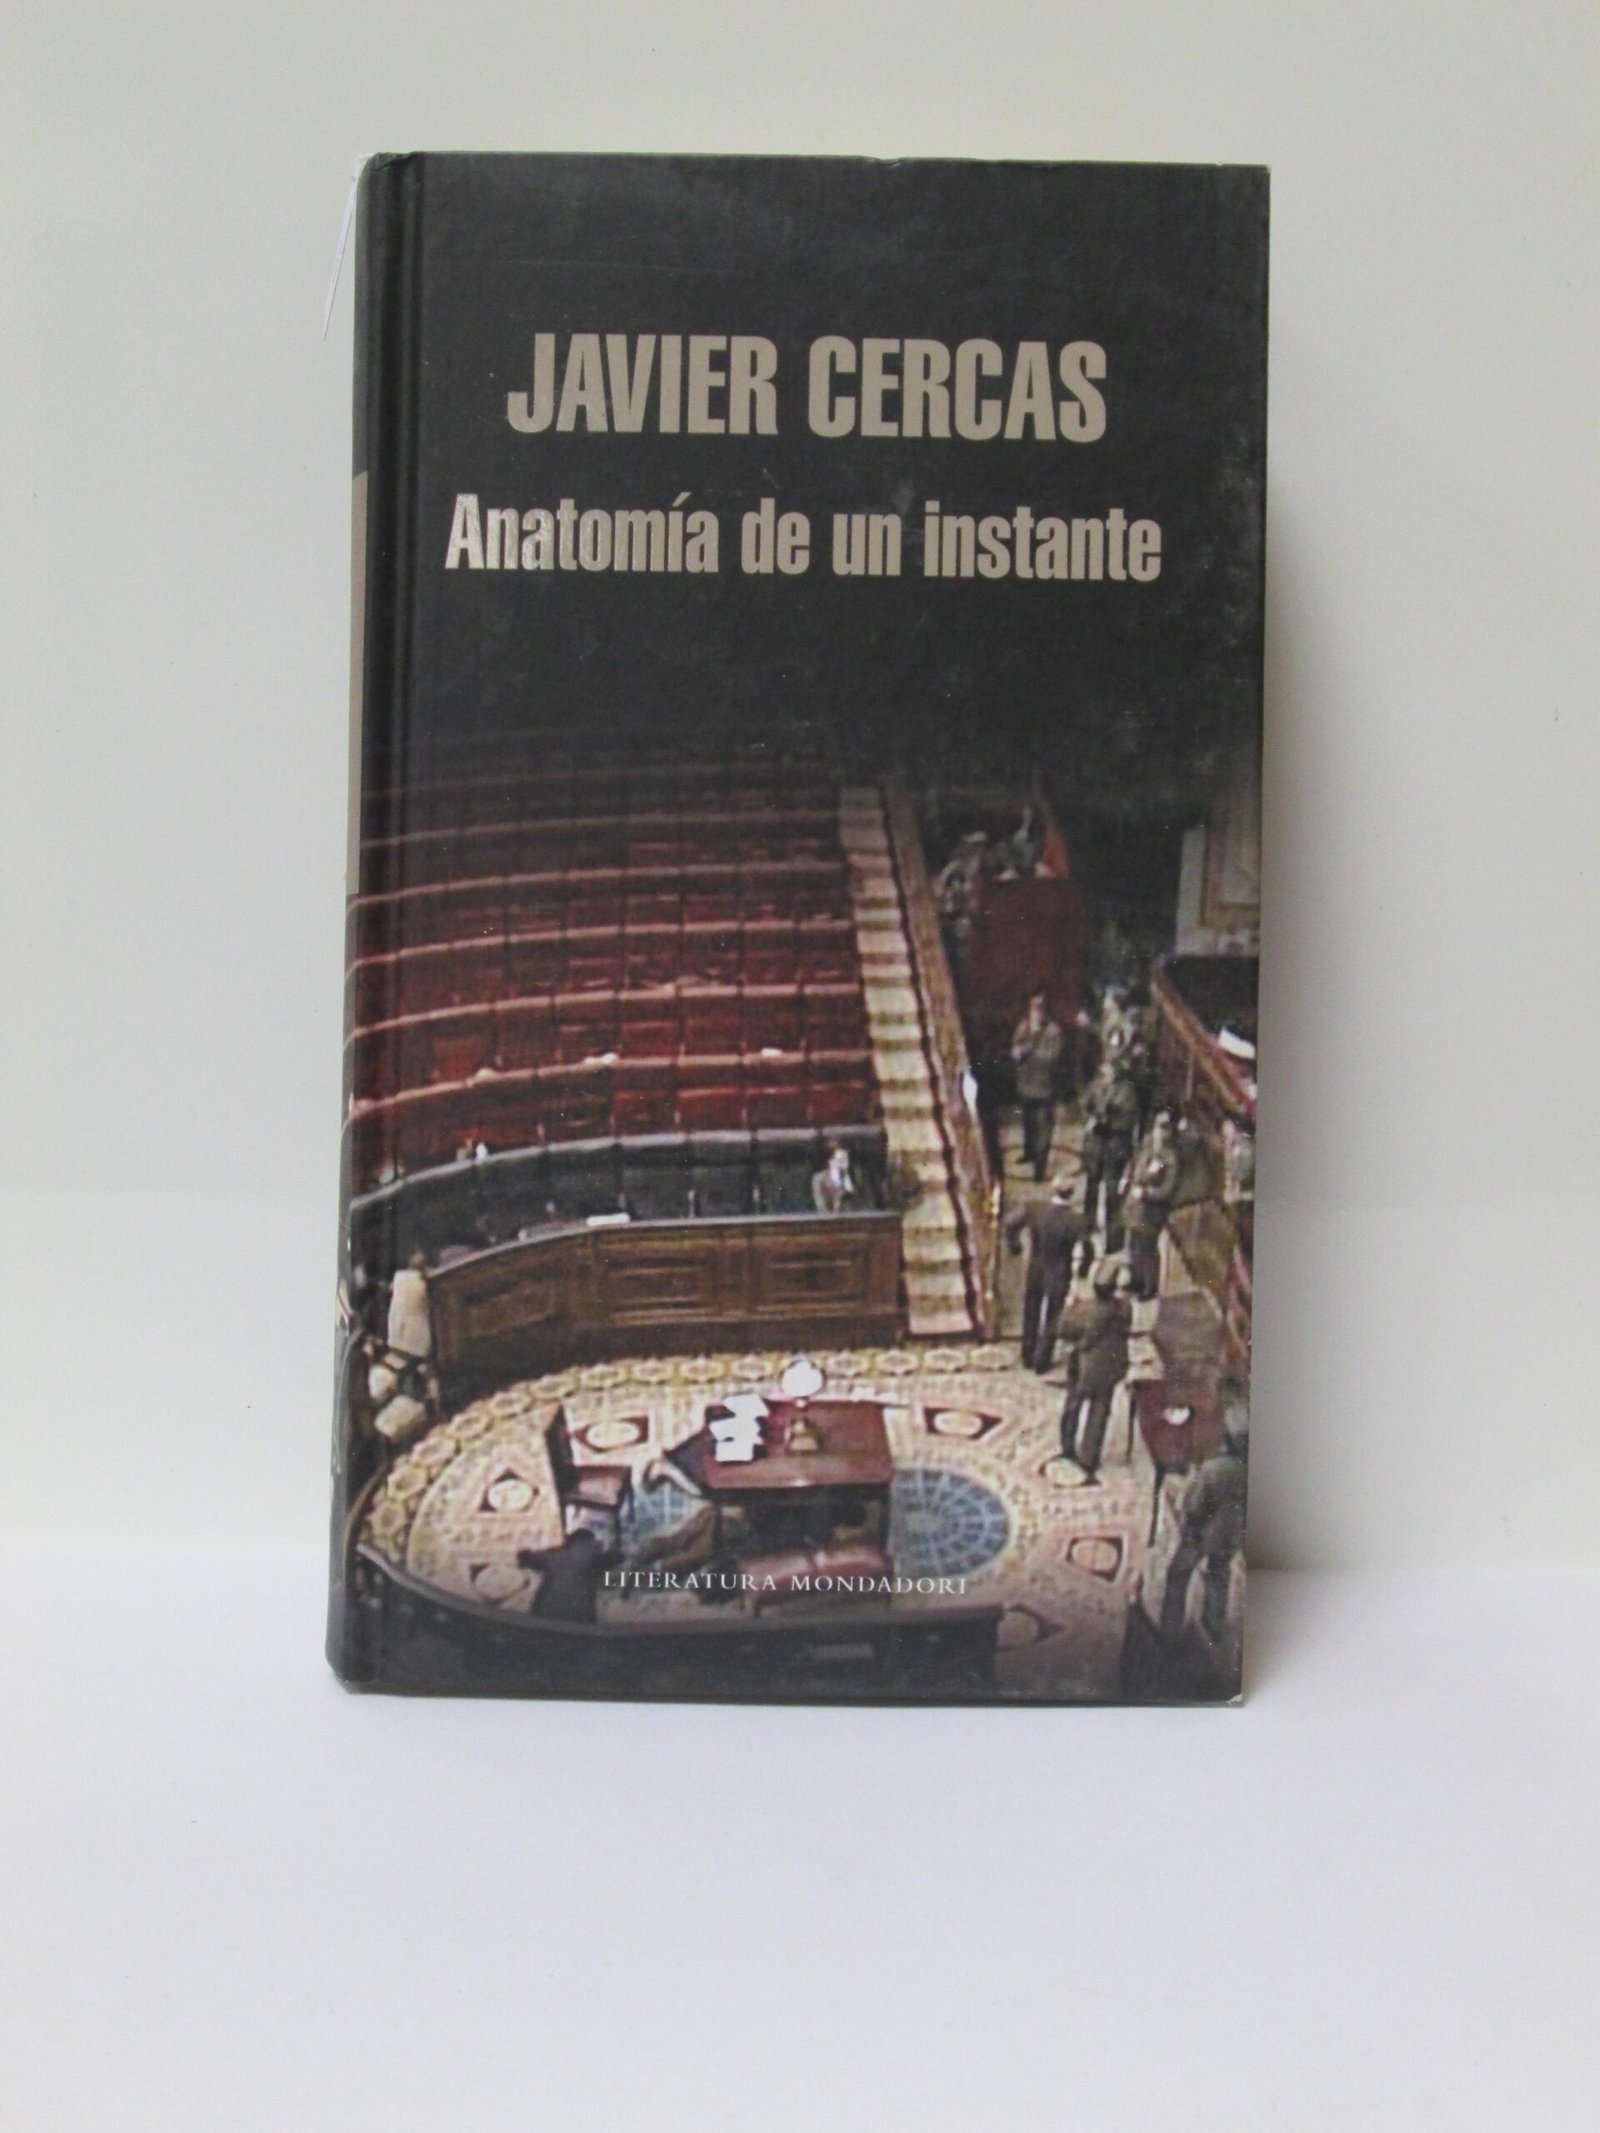 JAVIER CERCAS
Anatomía de un instante
LITERATURA MONDADORI